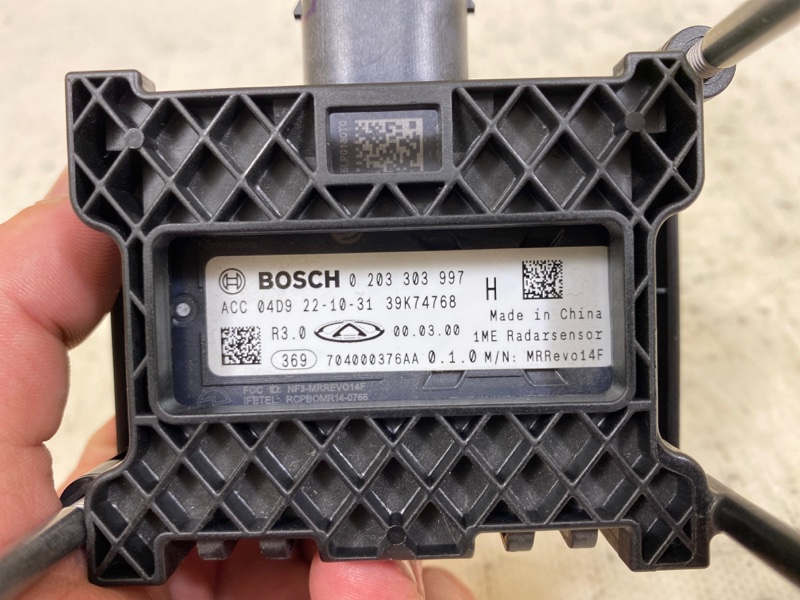 BOSCH 0 203 303 997
H
ACC 04D9 22-10-31 39K74768
Made in China
R3.0 00.03.00 1ME Radarsensor
369 704000376AA 0.1.0 M/N: MRRevo14F
FCC ID: NF3-MRREVO14F
IFETEL: RCPBOMR14-0766